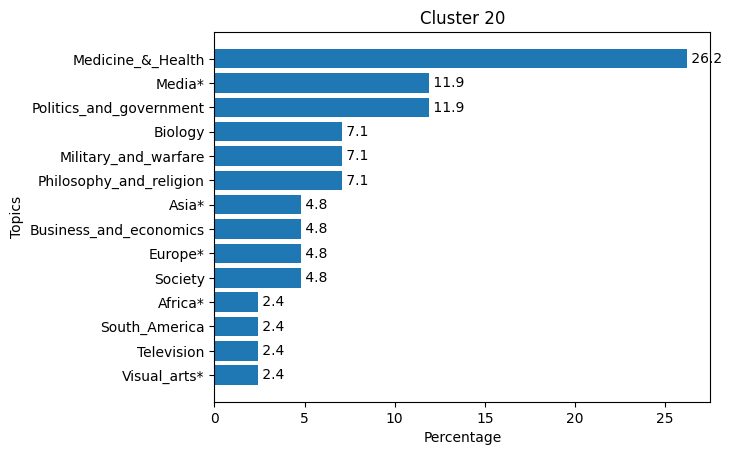 Cluster 20
Topics
Medicine_&_Health 26.2
Media* 11.9
Politics_and_government 11.9
Biology 7.1
Military_and_warfare 7.1
Philosophy_and_religion 7.1
Asia* 4.8
Business_and_economics 4.8
Europe* 4.8
Society 4.8
Africa* 2.4
South_America 2.4
Television 2.4
Visual_arts* 2.4
0 5 10 15 20 25
Percentage